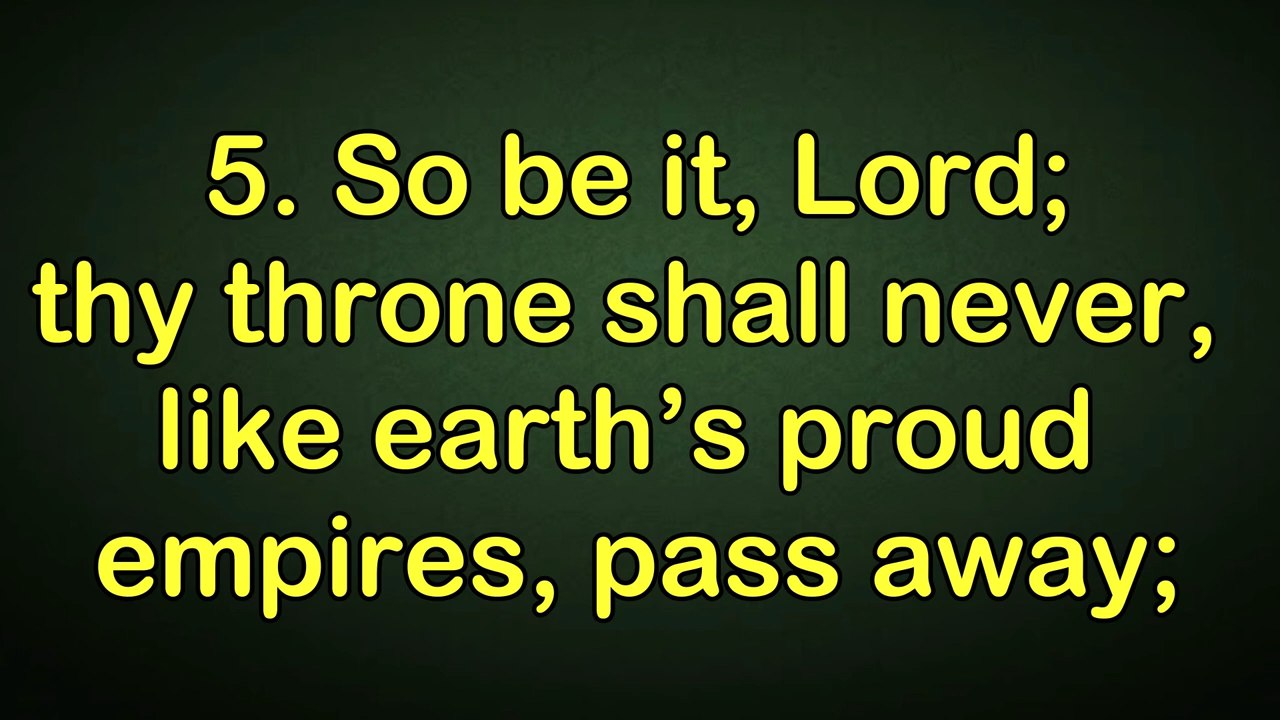 5. So be it, Lord;
thy throne shall never,
like earth’s proud
empires, pass away;